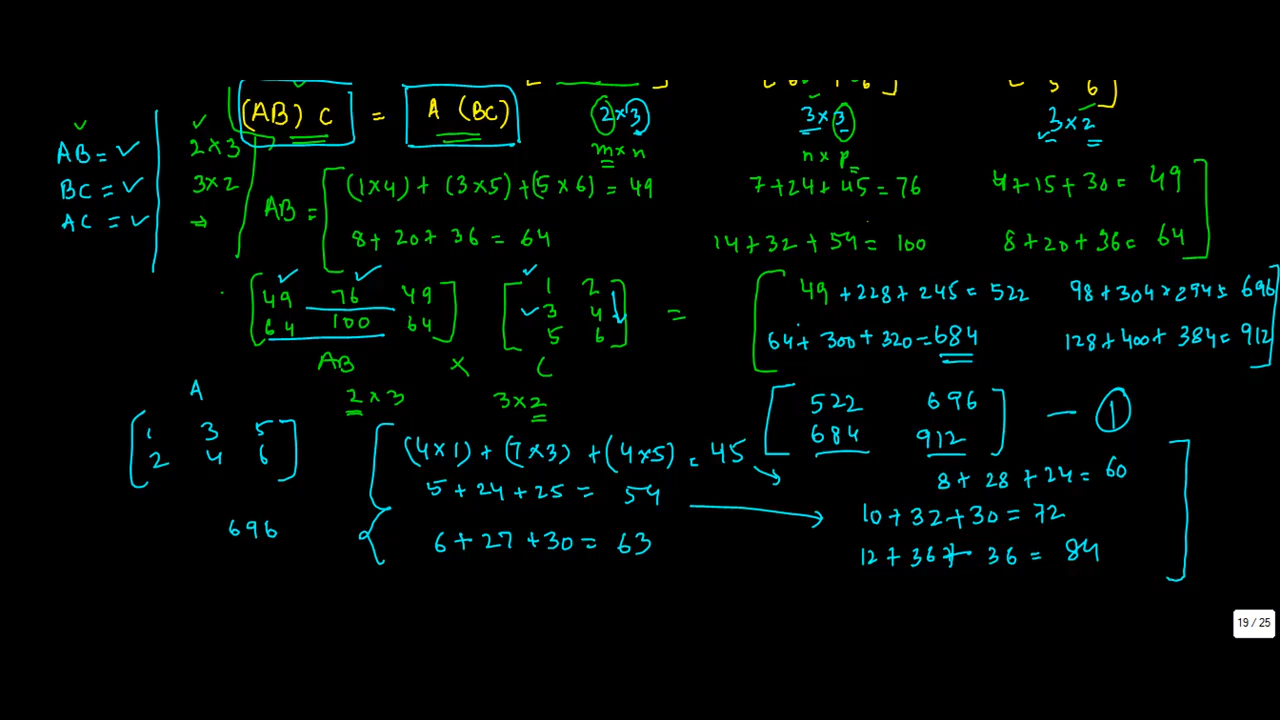 (AB) C = A (BC)
5 6
2×3 3×3 3×2
m×n n×p
AB = ✓ 2×3
BC = ✓ 3×2
AC = ✓ ⇒
AB = [ (1×4) + (3×5) + (5×6) = 49 7+24+45 = 76 4+15+30 = 49 ]
8+20+36 = 64 14+32+54 = 100 8+20+36 = 64
[ 49 76 49 ] [ 1 2 ] = [ 49+228+245 = 522 98+304+294 = 696 ]
64 100 64 3 4 64+300+320 = 684 128+400+384 = 912
5 6
AB × C
2×3 3×2
[ 522 696 ] — ①
684 912
A
[ 1 3 5 ]
2 4 6
696
[ (4×1) + (7×3) + (4×5) = 45 → 8+28+24 = 60 ]
5+24+25 = 54 → 10+32+30 = 72
6+27+30 = 63 12+36+36 = 84
19 / 25